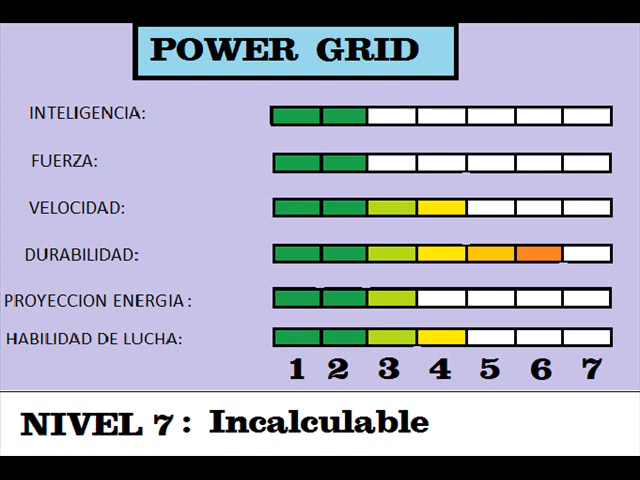 POWER GRID
INTELIGENCIA:
FUERZA:
VELOCIDAD:
DURABILIDAD:
PROYECCION ENERGIA :
HABILIDAD DE LUCHA:
1 2 3 4 5 6 7
NIVEL 7 : Incalculable